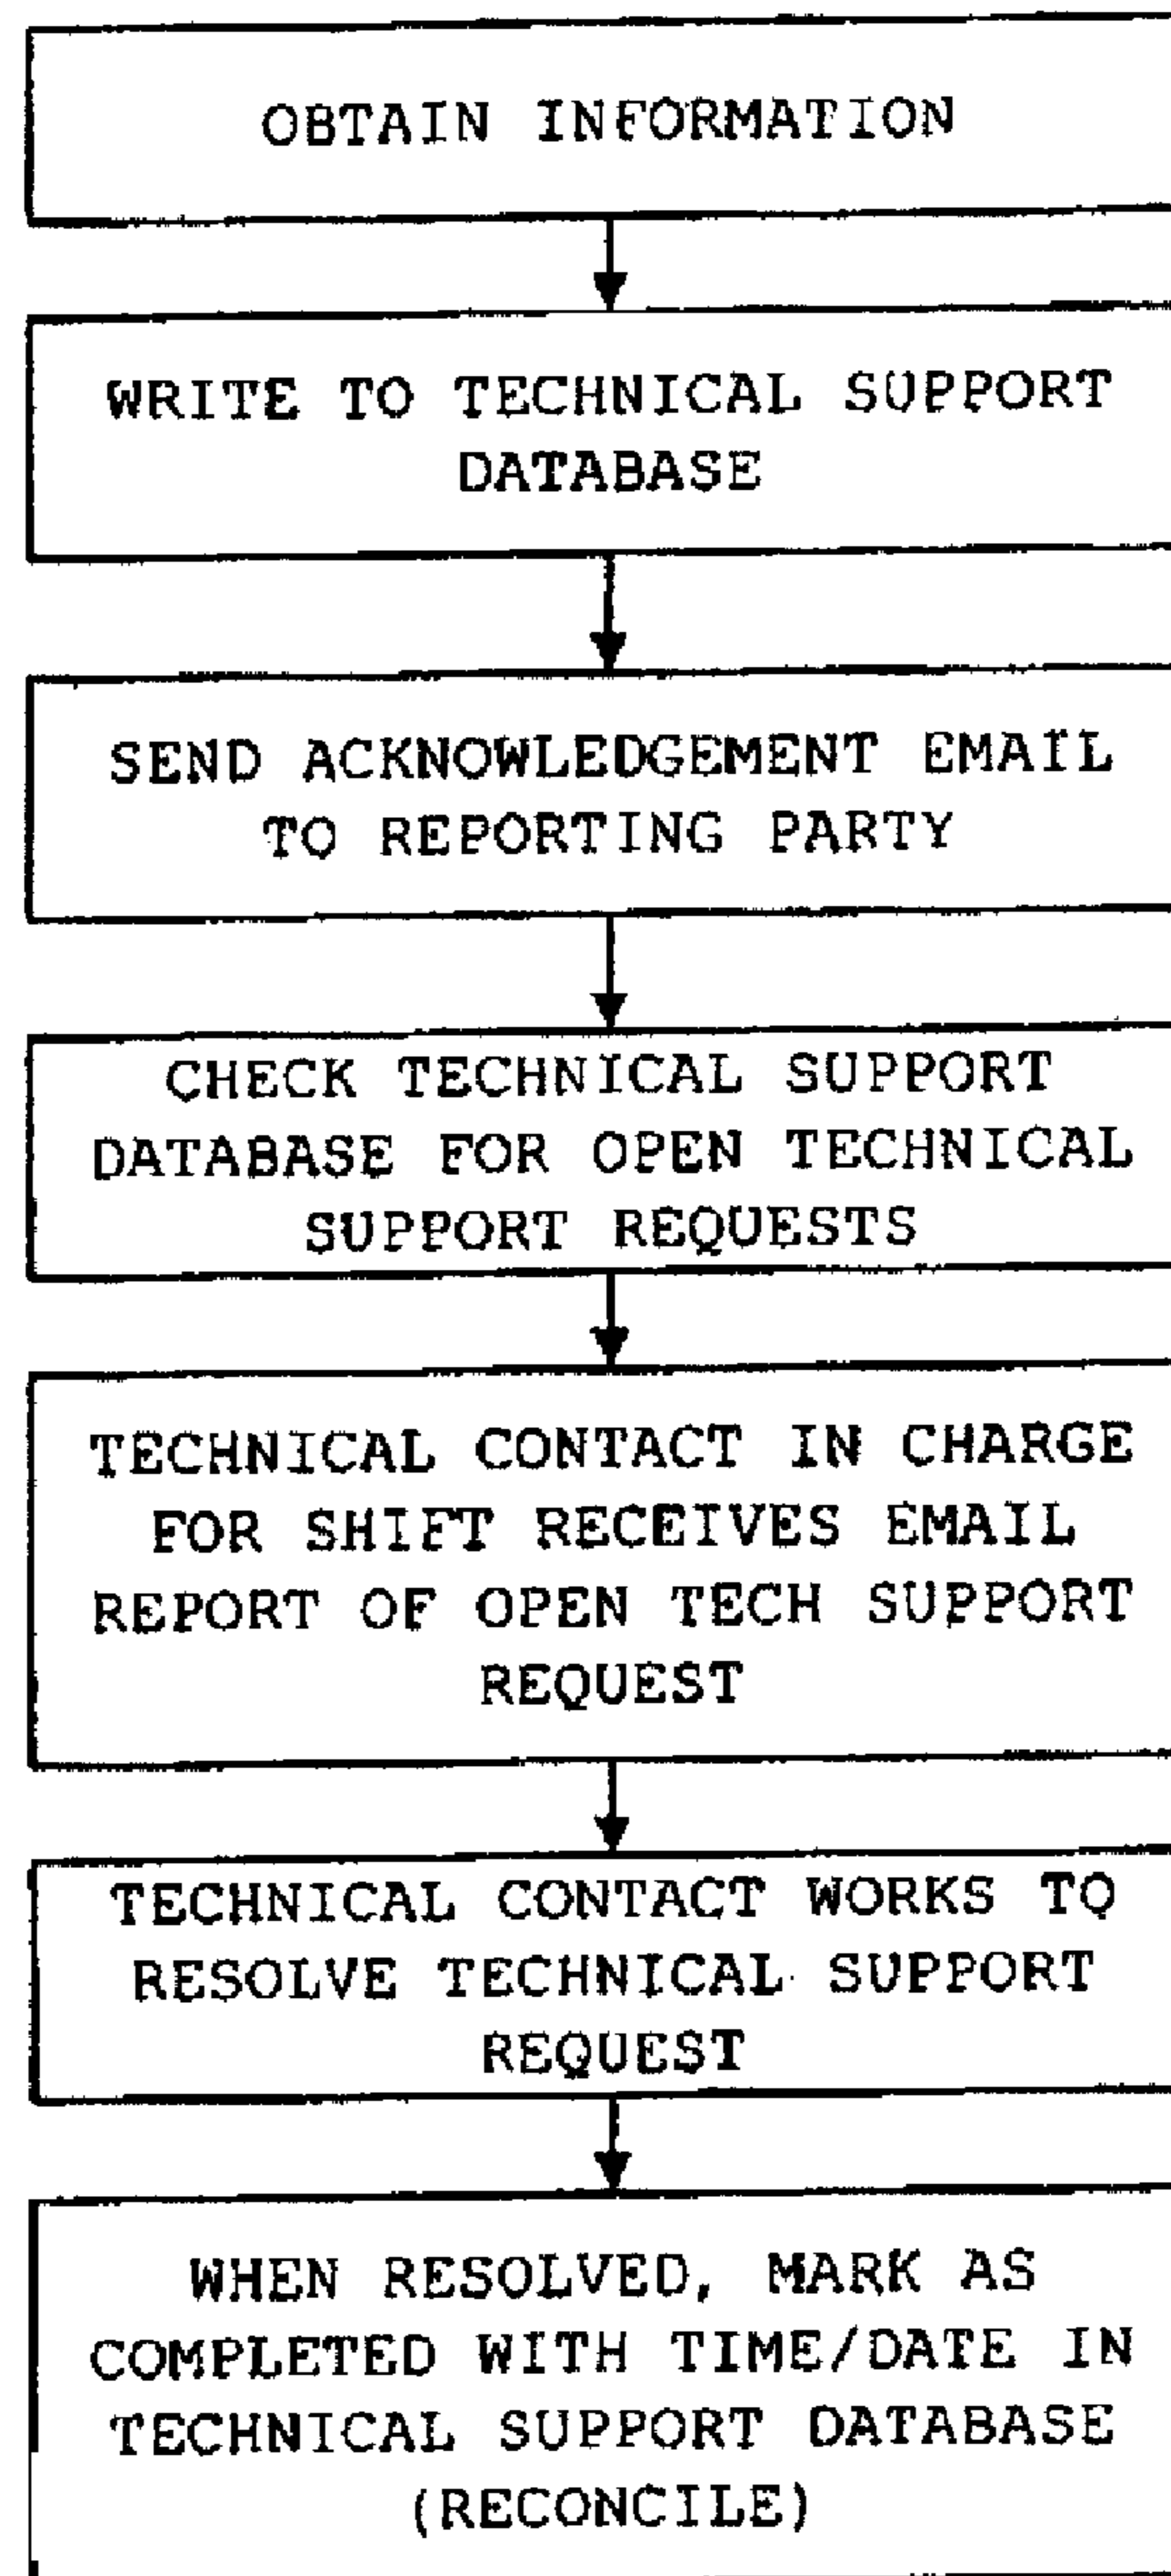 OBTAIN INFORMATION
WRITE TO TECHNICAL SUPPORT
DATABASE
SEND ACKNOWLEDGEMENT EMAIL
TO REPORTING PARTY
CHECK TECHNICAL SUPPORT
DATABASE FOR OPEN TECHNICAL
SUPPORT REQUESTS
TECHNICAL CONTACT IN CHARGE
FOR SHIFT RECEIVES EMAIL
REPORT OF OPEN TECH SUPPORT
REQUEST
TECHNICAL CONTACT WORKS TO
RESOLVE TECHNICAL SUPPORT
REQUEST
WHEN RESOLVED, MARK AS
COMPLETED WITH TIME/DATE IN
TECHNICAL SUPPORT DATABASE
(RECONCILE)